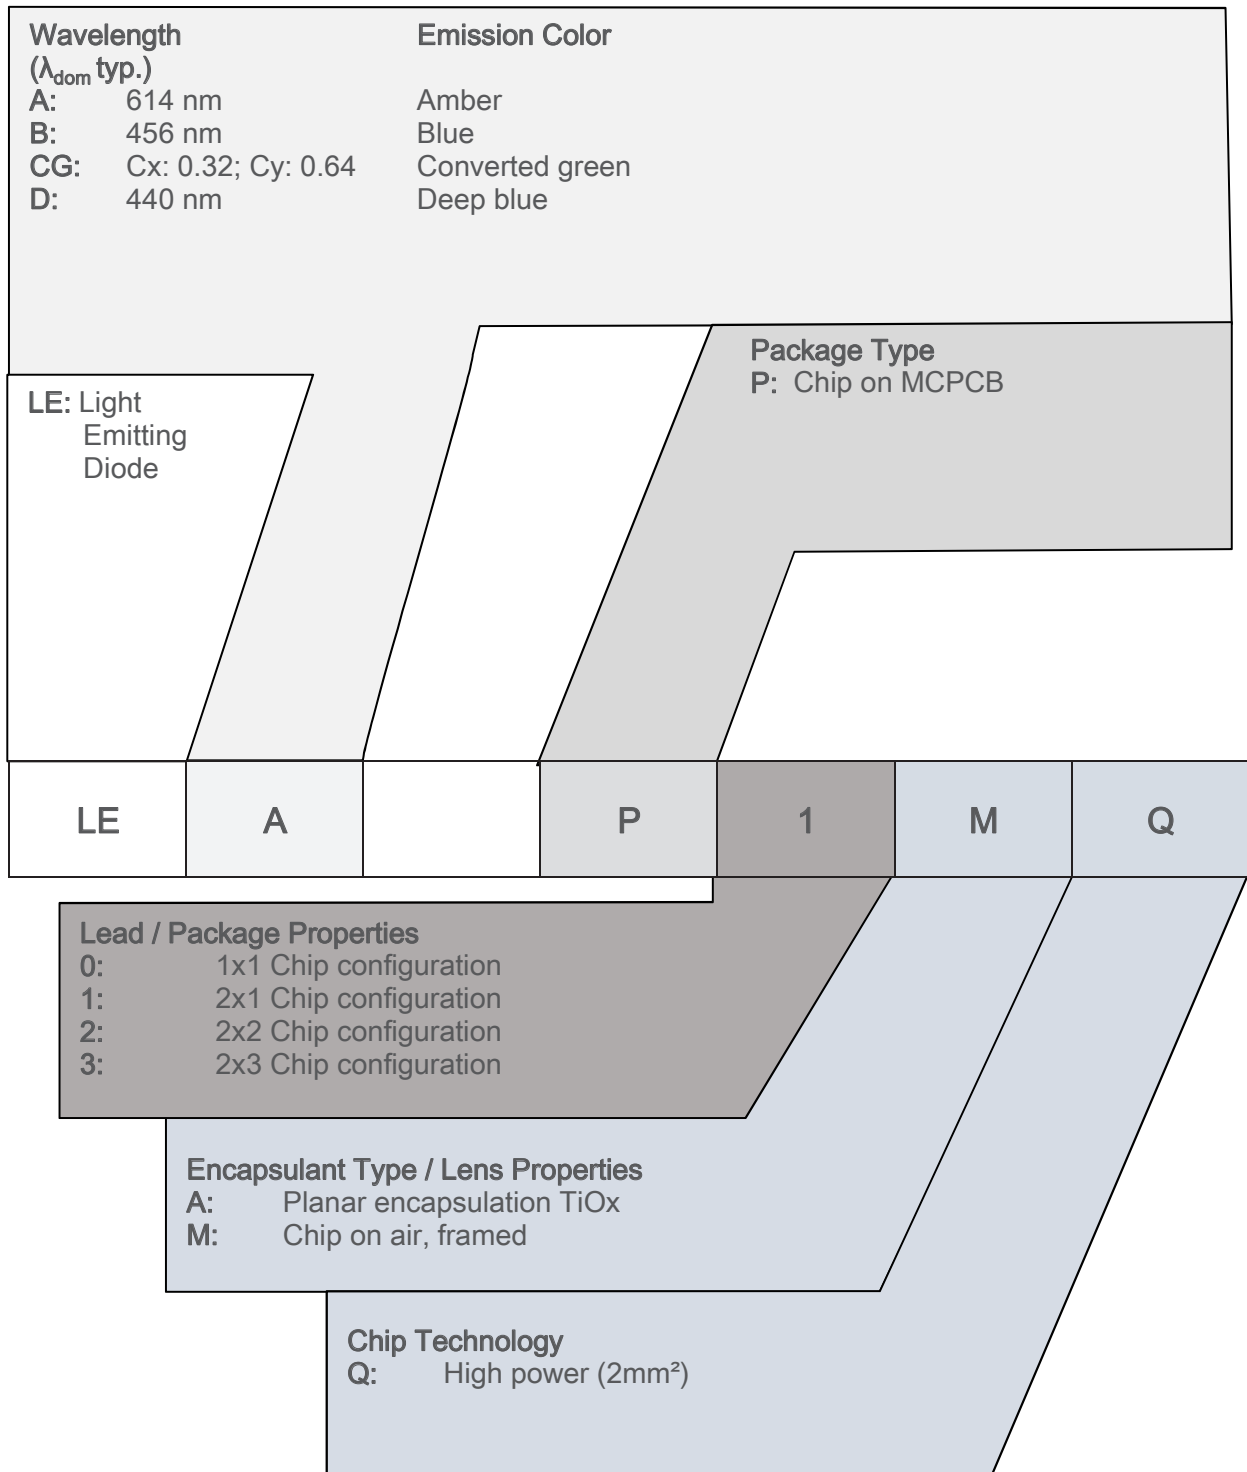 Wavelength Emission Color
(λdom typ.)
A: 614 nm Amber
B: 456 nm Blue
CG: Cx: 0.32; Cy: 0.64 Converted green
D: 440 nm Deep blue
Package Type
P: Chip on MCPCB
LE: Light
Emitting
Diode
LE A P 1 M Q
Lead / Package Properties
0: 1x1 Chip configuration
1: 2x1 Chip configuration
2: 2x2 Chip configuration
3: 2x3 Chip configuration
Encapsulant Type / Lens Properties
A: Planar encapsulation TiOx
M: Chip on air, framed
Chip Technology
Q: High power (2mm²)